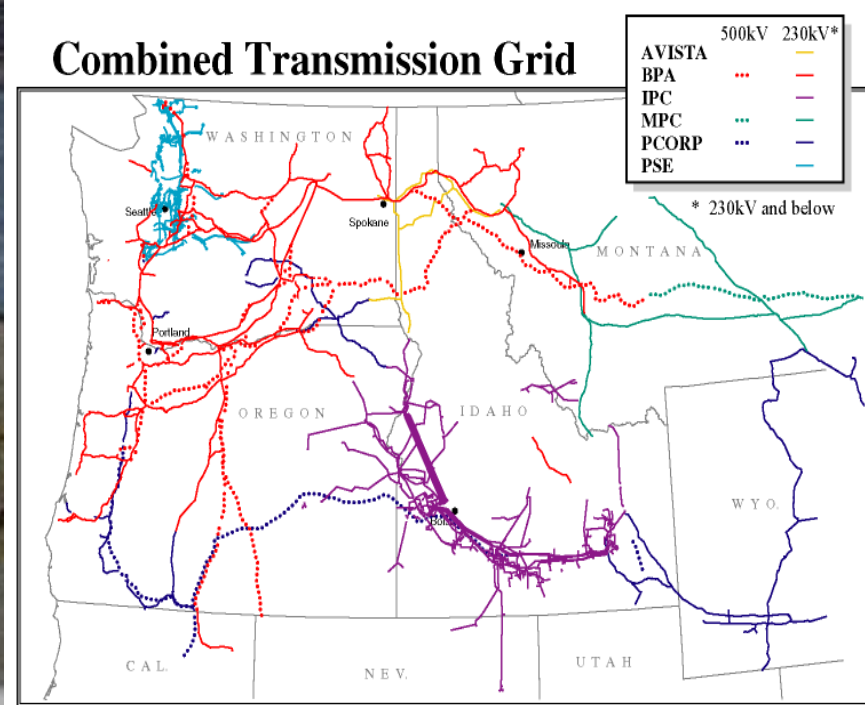 Combined Transmission Grid
500kV 230kV*
AVISTA
BPA
IPC
MPC
PCORP
PSE
* 230kV and below
WASHINGTON
Seattle
Spokane
Missoula
MONTANA
Portland
OREGON
IDAHO
WYO.
CAL.
NEV.
UTAH